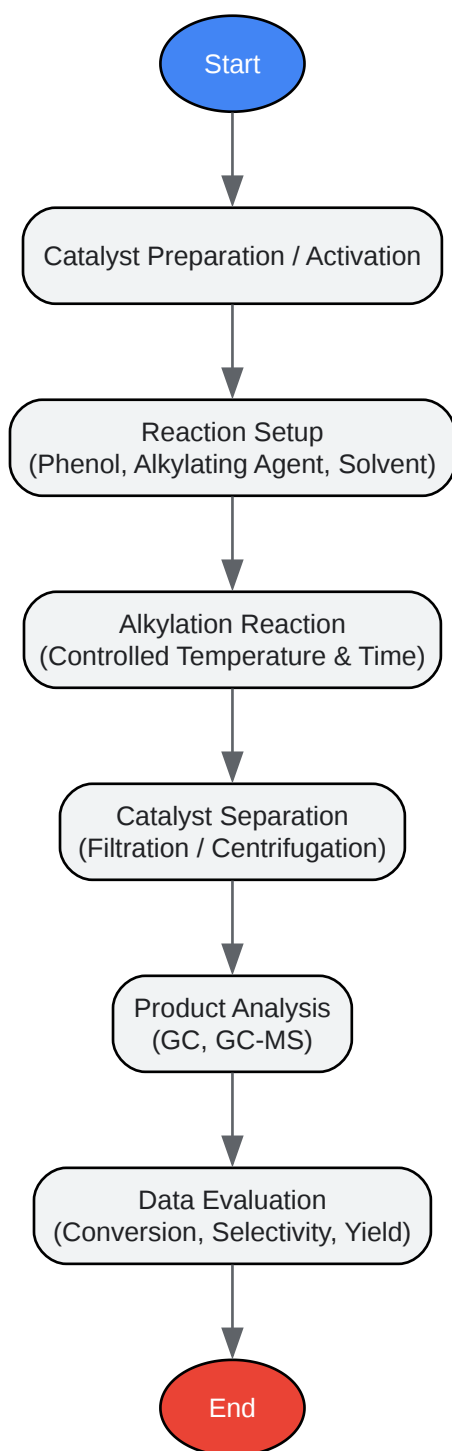 Start
Catalyst Preparation / Activation
Reaction Setup
(Phenol, Alkylating Agent, Solvent)
Alkylation Reaction
(Controlled Temperature & Time)
Catalyst Separation
(Filtration / Centrifugation)
Product Analysis
(GC, GC-MS)
Data Evaluation
(Conversion, Selectivity, Yield)
End